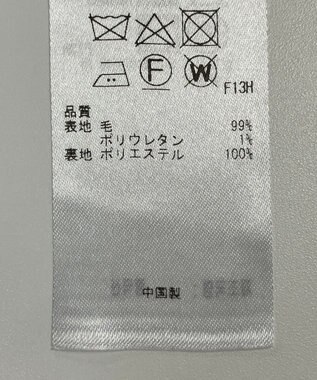 F W
F13H
品質
表地 毛 99%
ポリウレタン 1%
裏地 ポリエステル 100%
中国製